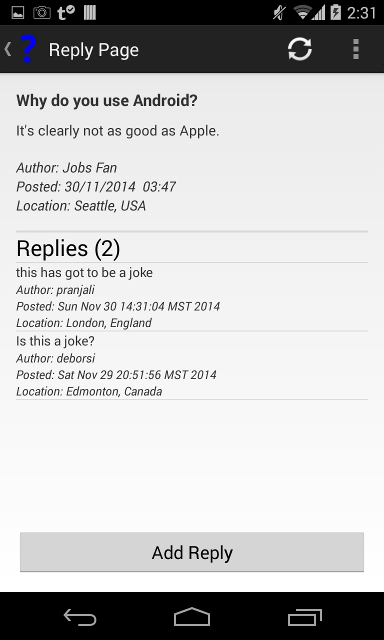 2:31
? Reply Page
Why do you use Android?
It's clearly not as good as Apple.
Author: Jobs Fan
Posted: 30/11/2014  03:47
Location: Seattle, USA
Replies (2)
this has got to be a joke
Author: pranjali
Posted: Sun Nov 30 14:31:04 MST 2014
Location: London, England
Is this a joke?
Author: deborsi
Posted: Sat Nov 29 20:51:56 MST 2014
Location: Edmonton, Canada
Add Reply